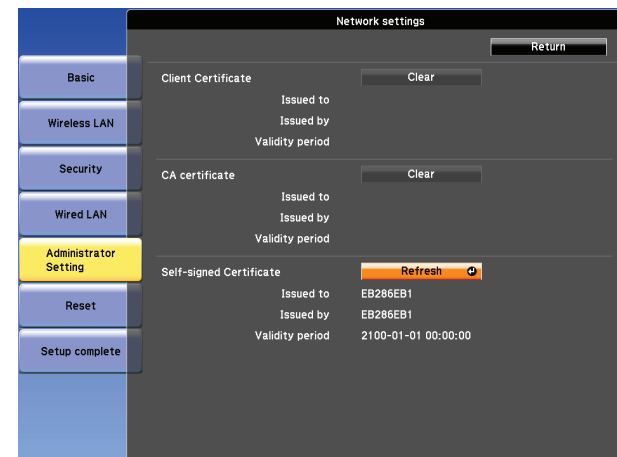 Network settings
Return
Basic
Wireless LAN
Security
Wired LAN
Administrator
Setting
Reset
Setup complete
Client Certificate Clear
Issued to
Issued by
Validity period
CA certificate Clear
Issued to
Issued by
Validity period
Self-signed Certificate Refresh
Issued to EB286EB1
Issued by EB286EB1
Validity period 2100-01-01 00:00:00